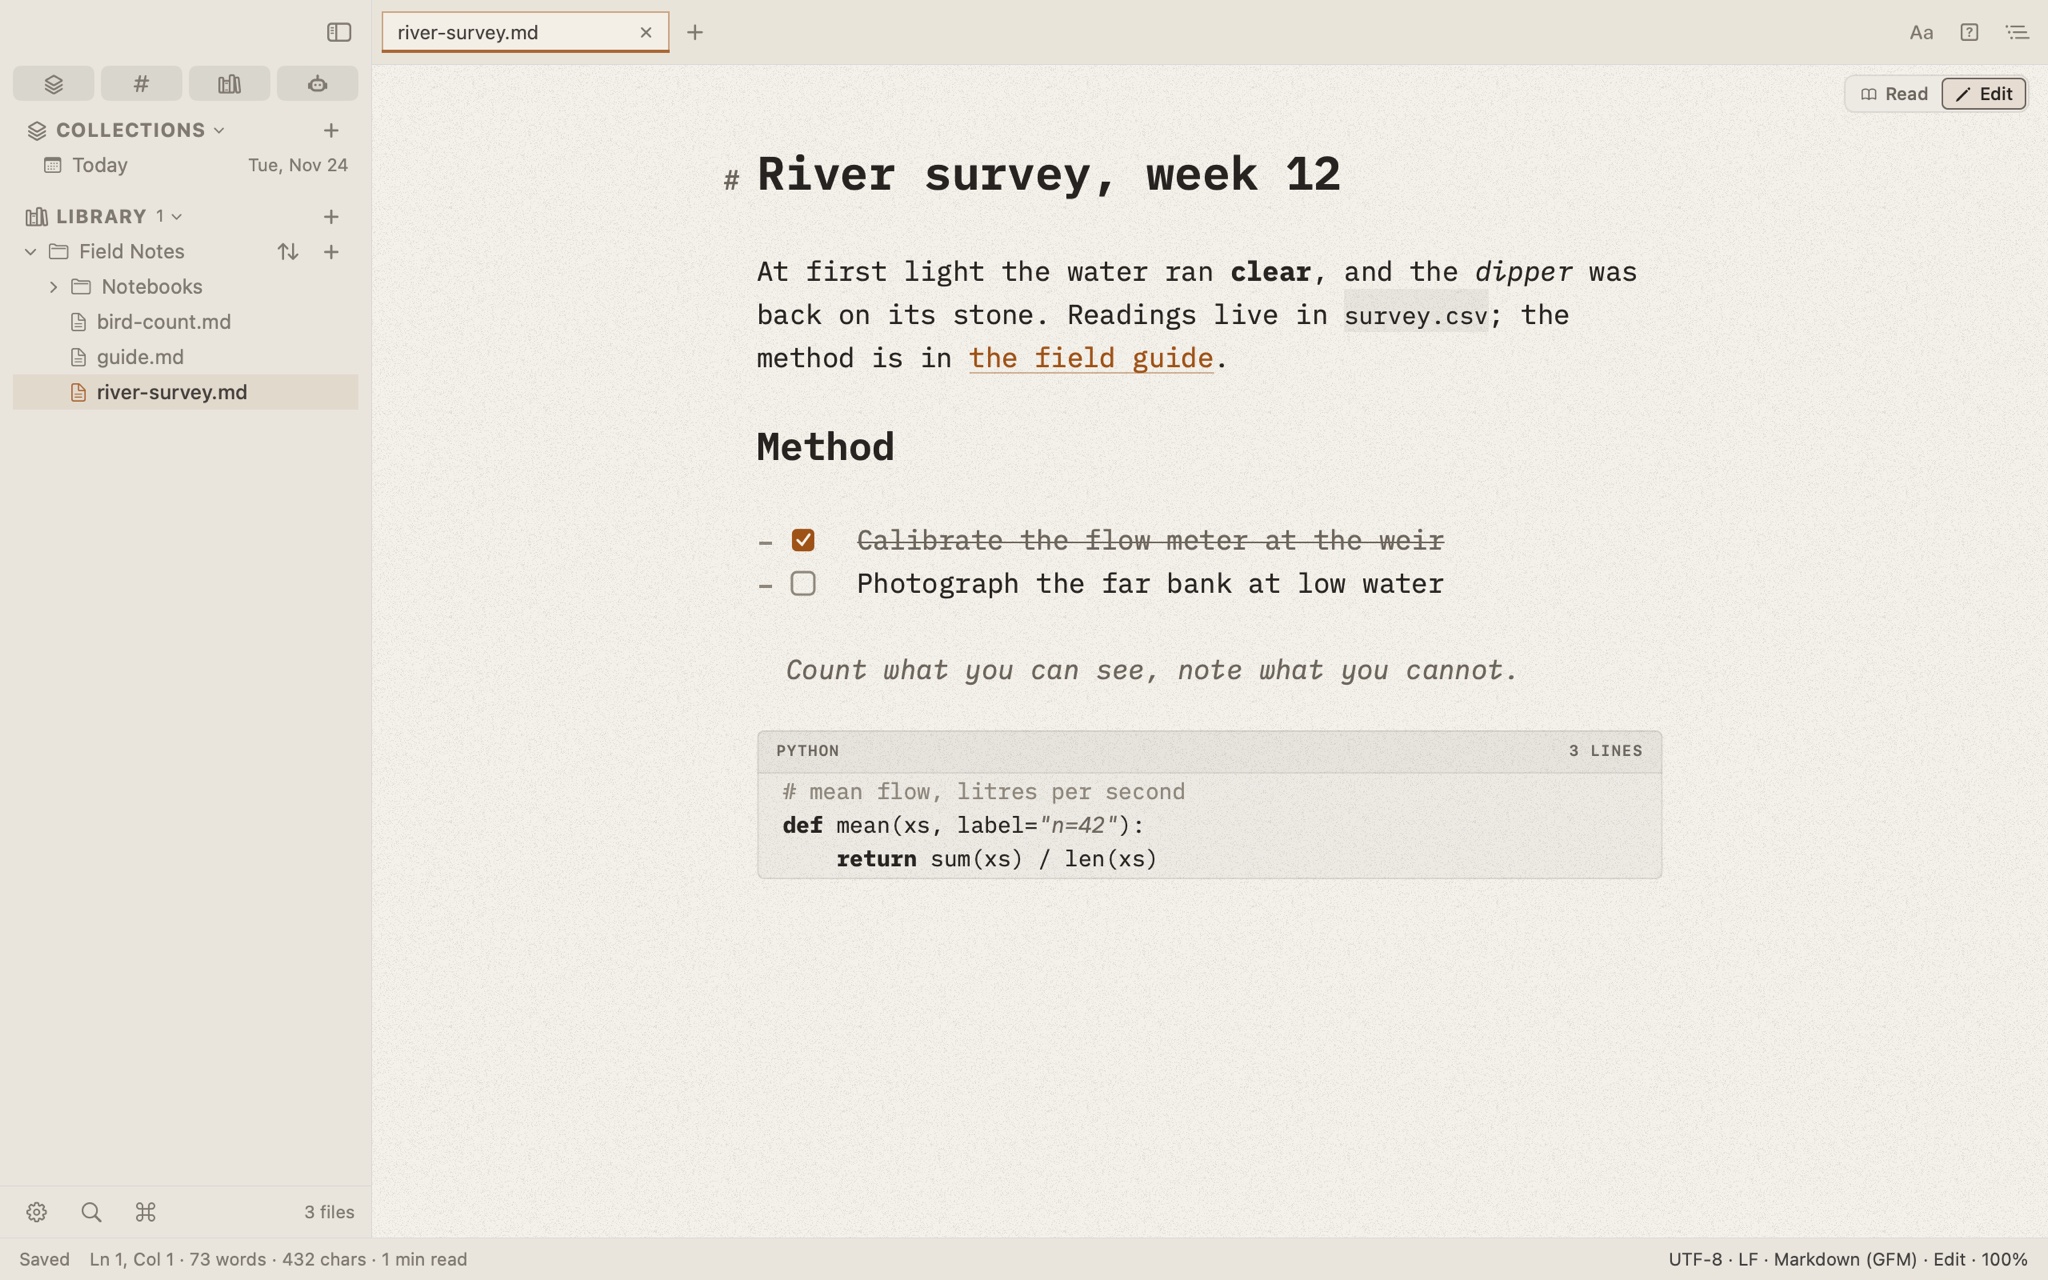 river-survey.md
Aa
Read
Edit
COLLECTIONS
Today Tue, Nov 24
LIBRARY 1
Field Notes
Notebooks
bird-count.md
guide.md
river-survey.md
# River survey, week 12
At first light the water ran clear, and the dipper was
back on its stone. Readings live in survey.csv; the
method is in the field guide.
Method
– Calibrate the flow meter at the weir
– Photograph the far bank at low water
Count what you can see, note what you cannot.
PYTHON 3 LINES
# mean flow, litres per second
def mean(xs, label="n=42"):
    return sum(xs) / len(xs)
3 files
Saved Ln 1, Col 1 · 73 words · 432 chars · 1 min read
UTF-8 · LF · Markdown (GFM) · Edit · 100%